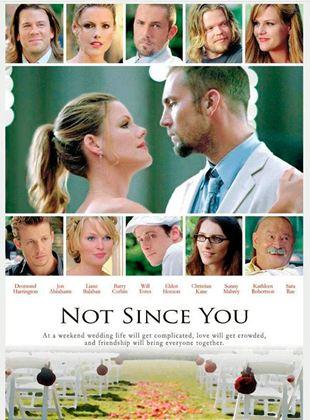 Desmond Harrington Jon Abrahams Liane Balaban Barry Corbin Will Estes Elden Henson Christian Kane Sunny Mabrey Kathleen Robertson Sara Rue
NOT SINCE YOU
At a weekend wedding life will get complicated, love will get crowded,
and friendship will bring everyone together.